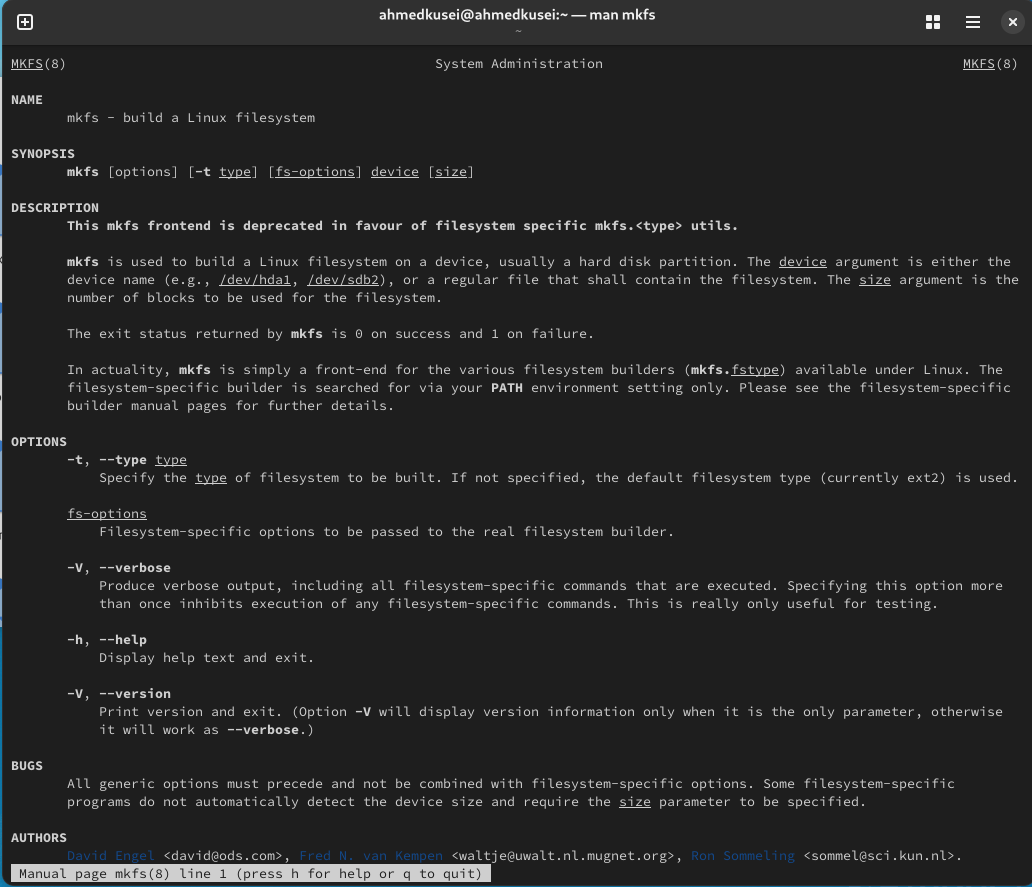 ahmedkusei@ahmedkusei:~ — man mkfs
~
MKFS(8) System Administration MKFS(8)
NAME
mkfs - build a Linux filesystem
SYNOPSIS
mkfs [options] [-t type] [fs-options] device [size]
DESCRIPTION
This mkfs frontend is deprecated in favour of filesystem specific mkfs.<type> utils.
mkfs is used to build a Linux filesystem on a device, usually a hard disk partition. The device argument is either the
device name (e.g., /dev/hda1, /dev/sdb2), or a regular file that shall contain the filesystem. The size argument is the
number of blocks to be used for the filesystem.
The exit status returned by mkfs is 0 on success and 1 on failure.
In actuality, mkfs is simply a front-end for the various filesystem builders (mkfs.fstype) available under Linux. The
filesystem-specific builder is searched for via your PATH environment setting only. Please see the filesystem-specific
builder manual pages for further details.
OPTIONS
-t, --type type
Specify the type of filesystem to be built. If not specified, the default filesystem type (currently ext2) is used.
fs-options
Filesystem-specific options to be passed to the real filesystem builder.
-V, --verbose
Produce verbose output, including all filesystem-specific commands that are executed. Specifying this option more
than once inhibits execution of any filesystem-specific commands. This is really only useful for testing.
-h, --help
Display help text and exit.
-V, --version
Print version and exit. (Option -V will display version information only when it is the only parameter, otherwise
it will work as --verbose.)
BUGS
All generic options must precede and not be combined with filesystem-specific options. Some filesystem-specific
programs do not automatically detect the device size and require the size parameter to be specified.
AUTHORS
David Engel <david@ods.com>, Fred N. van Kempen <waltje@uwalt.nl.mugnet.org>, Ron Sommeling <sommel@sci.kun.nl>.
Manual page mkfs(8) line 1 (press h for help or q to quit)